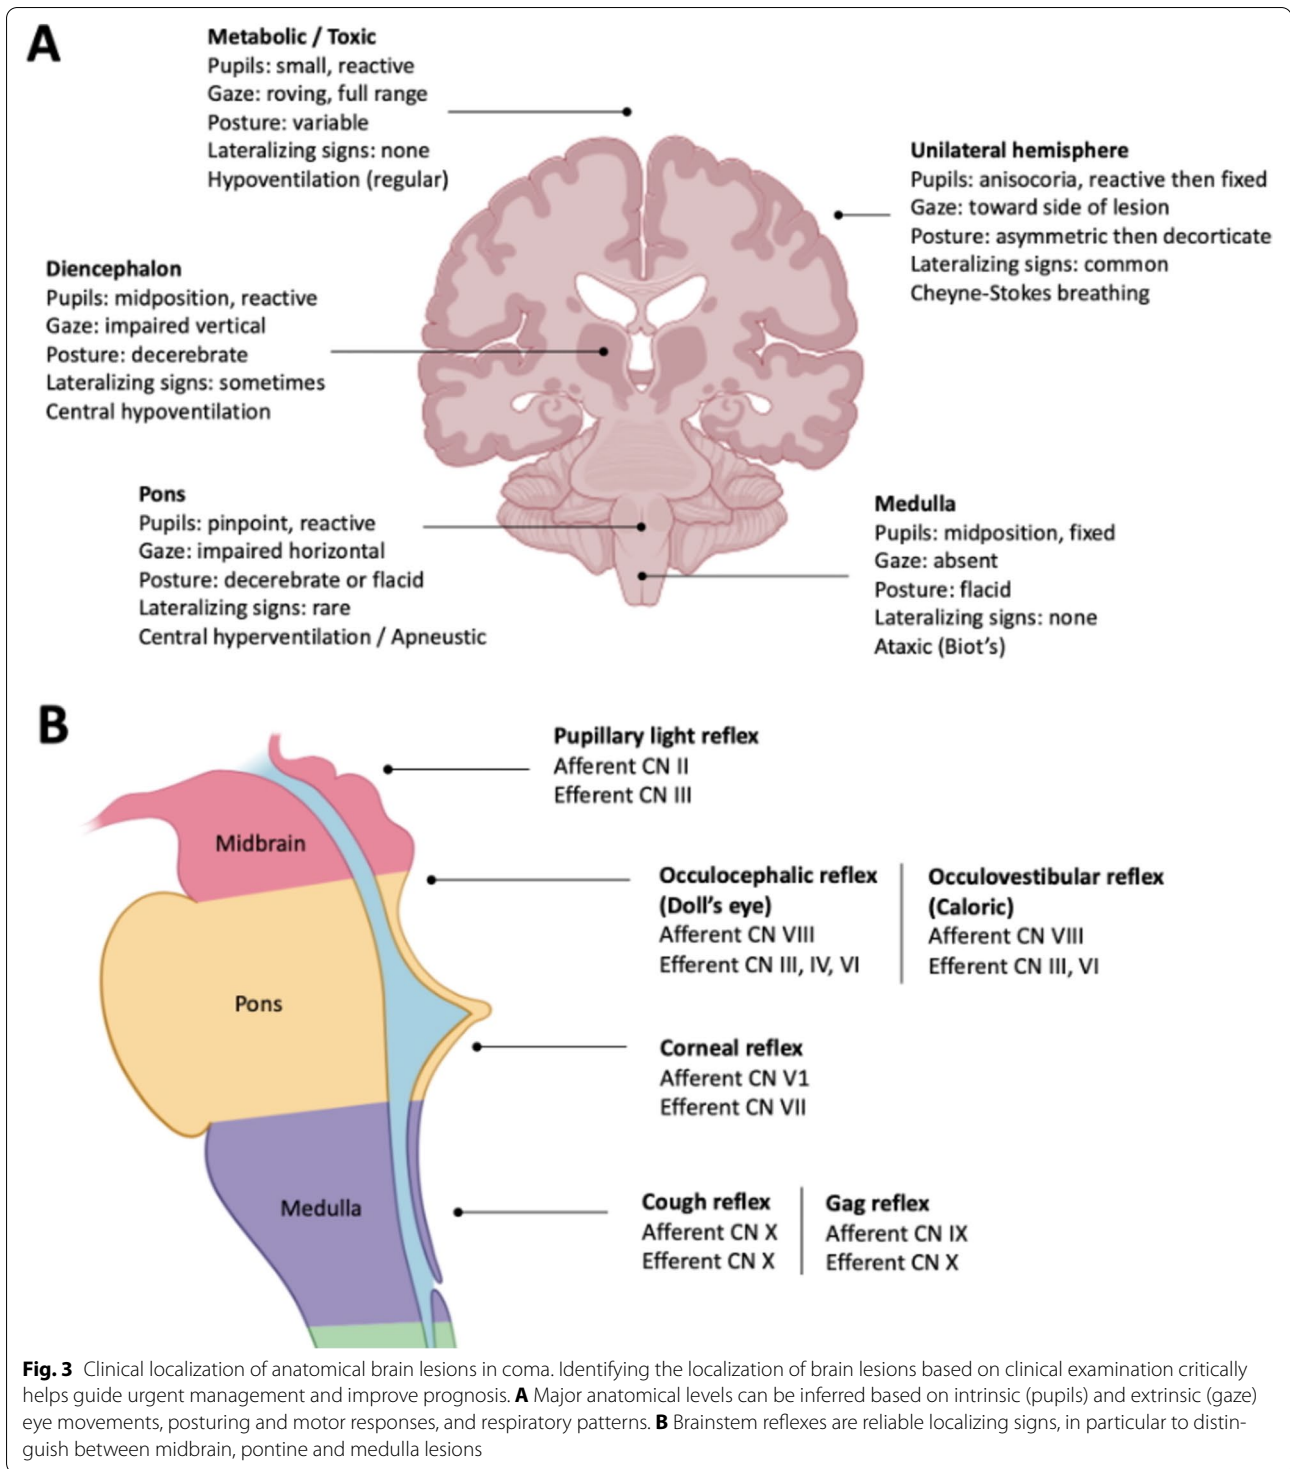 A
Metabolic / Toxic
Pupils: small, reactive
Gaze: roving, full range
Posture: variable
Lateralizing signs: none
Hypoventilation (regular)
Unilateral hemisphere
Pupils: anisocoria, reactive then fixed
Gaze: toward side of lesion
Posture: asymmetric then decorticate
Lateralizing signs: common
Cheyne-Stokes breathing
Diencephalon
Pupils: midposition, reactive
Gaze: impaired vertical
Posture: decerebrate
Lateralizing signs: sometimes
Central hypoventilation
Pons
Pupils: pinpoint, reactive
Gaze: impaired horizontal
Posture: decerebrate or flacid
Lateralizing signs: rare
Central hyperventilation / Apneustic
Medulla
Pupils: midposition, fixed
Gaze: absent
Posture: flacid
Lateralizing signs: none
Ataxic (Biot's)
B
Pupillary light reflex
Afferent CN II
Efferent CN III
Midbrain
Occulocephalic reflex
(Doll's eye)
Afferent CN VIII
Efferent CN III, IV, VI
Occulovestibular reflex
(Caloric)
Afferent CN VIII
Efferent CN III, VI
Pons
Corneal reflex
Afferent CN V1
Efferent CN VII
Medulla
Cough reflex
Afferent CN X
Efferent CN X
Gag reflex
Afferent CN IX
Efferent CN X
Fig. 3 Clinical localization of anatomical brain lesions in coma. Identifying the localization of brain lesions based on clinical examination critically
helps guide urgent management and improve prognosis. A Major anatomical levels can be inferred based on intrinsic (pupils) and extrinsic (gaze)
eye movements, posturing and motor responses, and respiratory patterns. B Brainstem reflexes are reliable localizing signs, in particular to distin-
guish between midbrain, pontine and medulla lesions